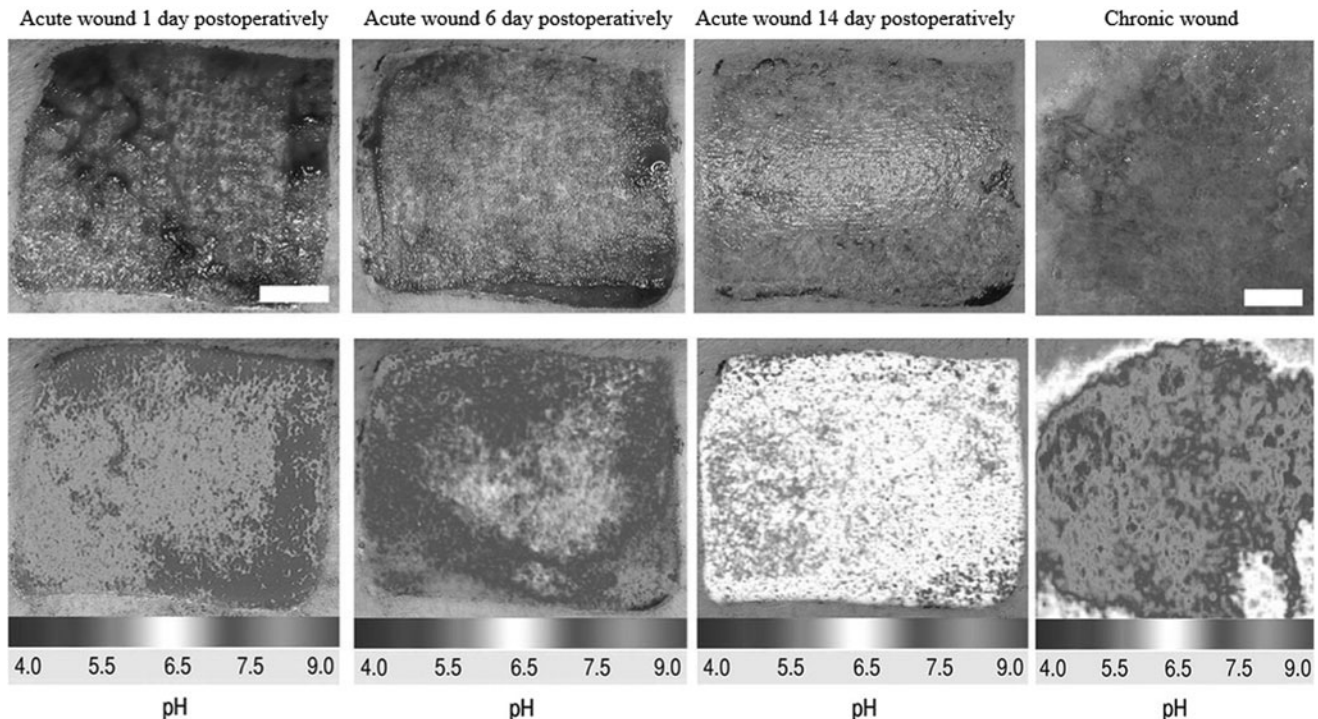 Acute wound 1 day postoperatively
Acute wound 6 day postoperatively
Acute wound 14 day postoperatively
Chronic wound
4.0 5.5 6.5 7.5 9.0
4.0 5.5 6.5 7.5 9.0
4.0 5.5 6.5 7.5 9.0
4.0 5.5 6.5 7.5 9.0
pH
pH
pH
pH